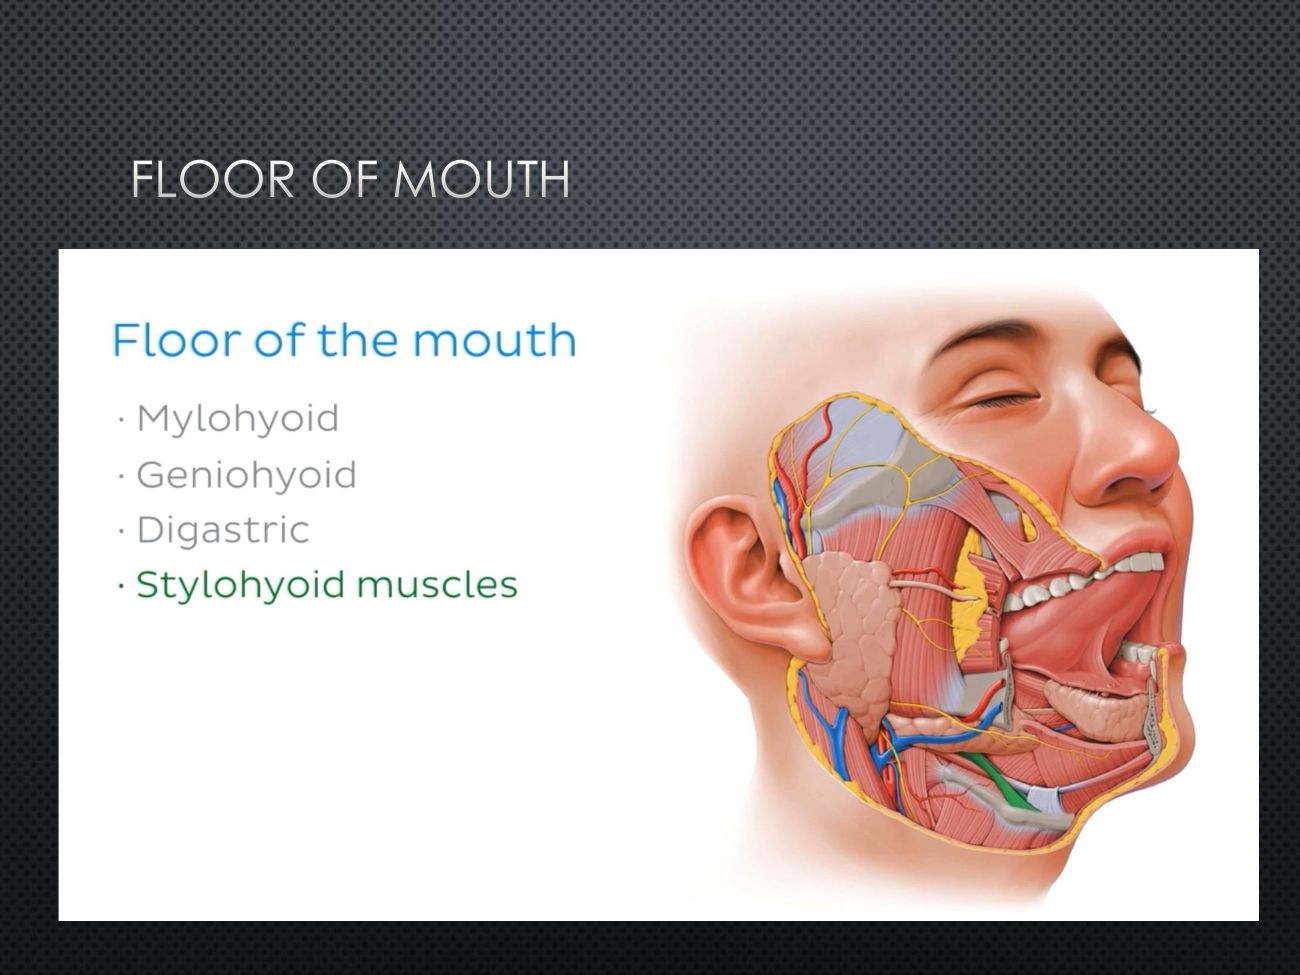 FLOOR OF MOUTH
Floor of the mouth
· Mylohyoid
· Geniohyoid
· Digastric
· Stylohyoid muscles